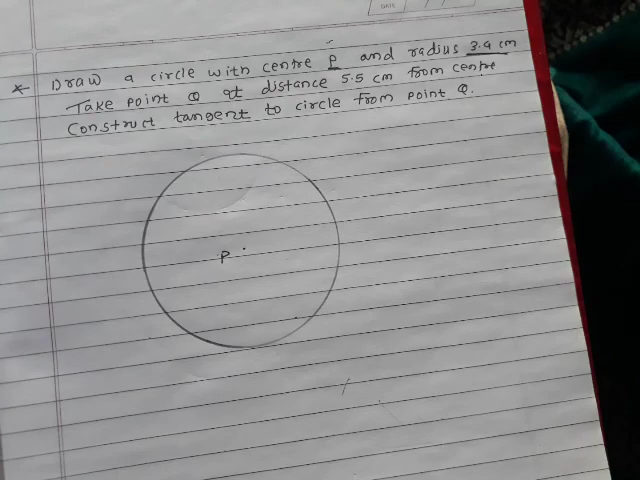 DATE
* Draw a circle with centre P and radius 3.4 cm
Take point Q at distance 5.5 cm from centre
Construct tangent to circle from point Q.
P